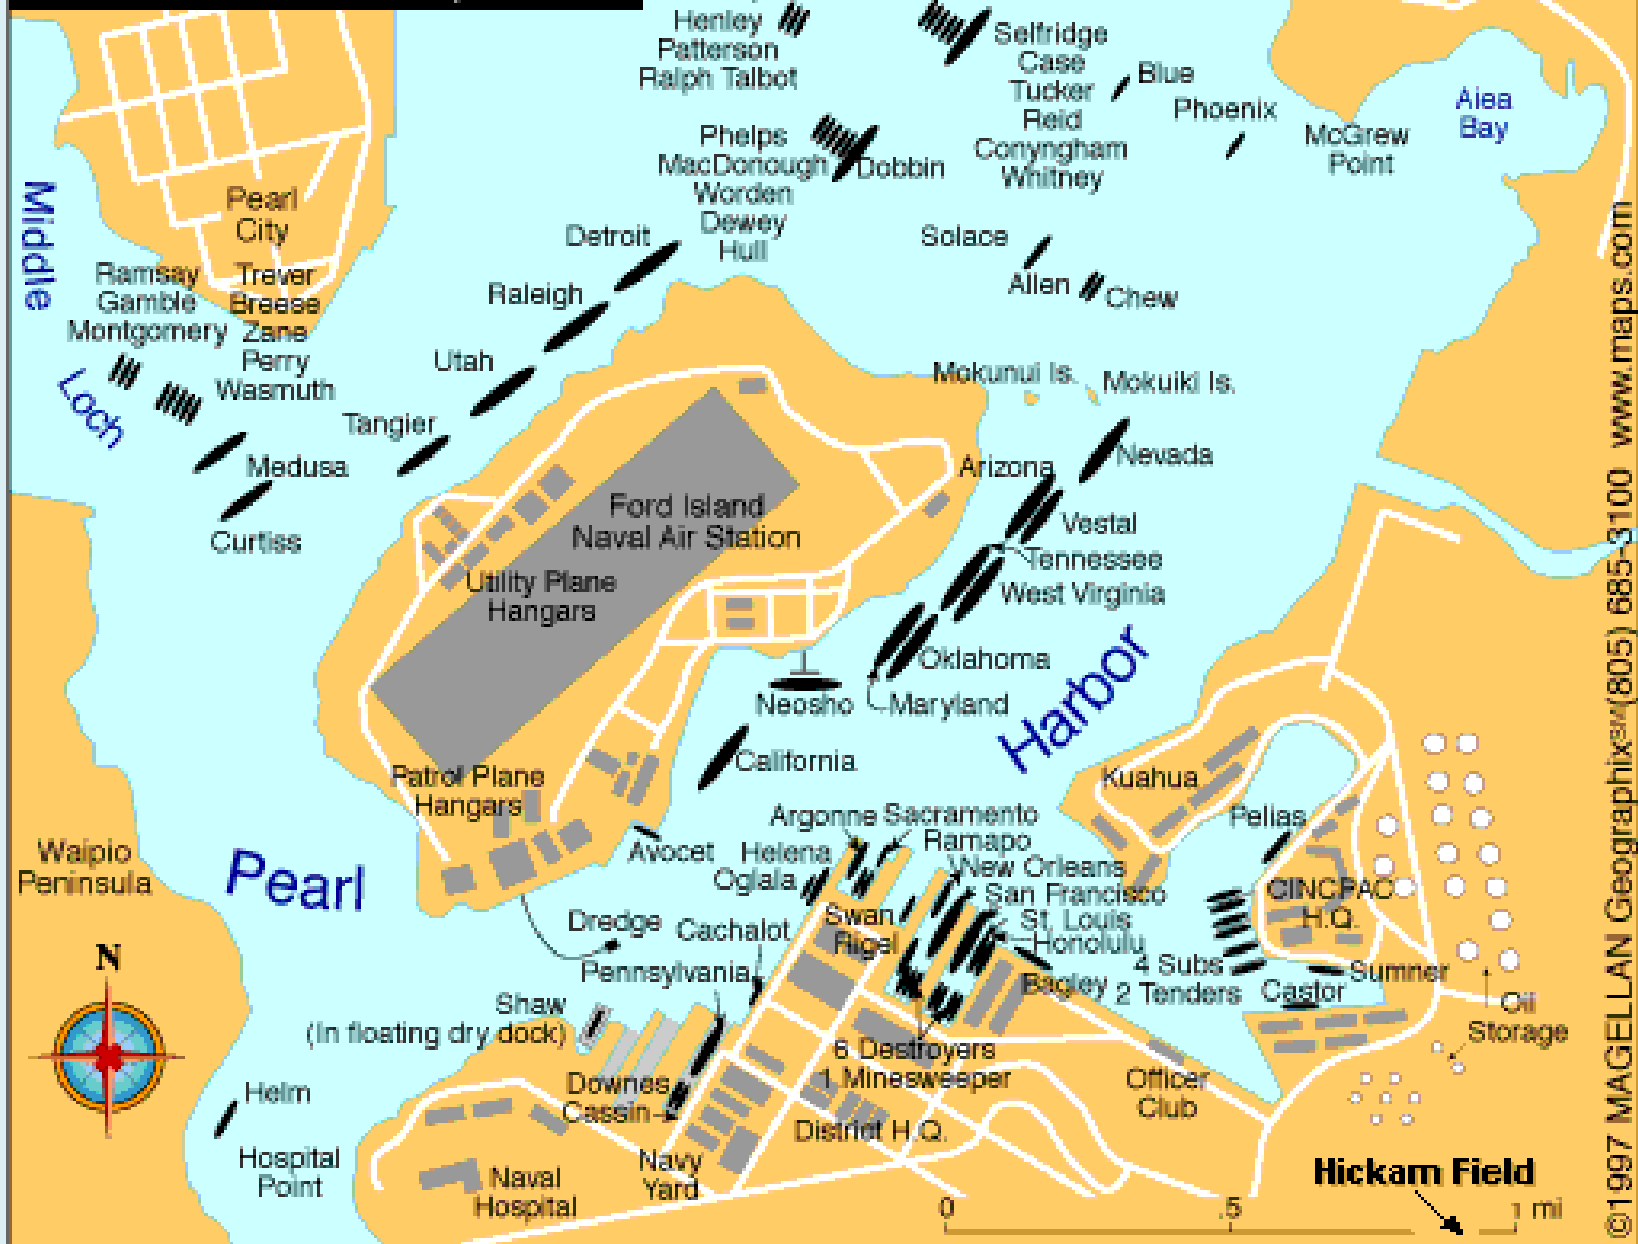 Henley
Patterson
Ralph Talbot
Selfridge
Case
Tucker
Reid
Conyngham
Whitney
Blue
Phoenix
McGrew
Point
Aiea
Bay
Phelps
MacDonough
Worden
Dewey
Hull
Dobbin
Pearl
City
Middle
Loch
Ramsay
Gamble
Montgomery
Trever
Breese
Zane
Perry
Wasmuth
Detroit
Raleigh
Utah
Tangier
Medusa
Curtiss
Solace
Allen
Chew
Mokunui Is.
Mokuiki Is.
Nevada
Arizona
Vestal
Tennessee
West Virginia
Oklahoma
Maryland
Neosho
California
Ford Island
Naval Air Station
Utility Plane
Hangars
Patrol Plane
Hangars
Pearl
Harbor
Waipio
Peninsula
Kuahua
Pelias
CINCPAC
H.Q.
Avocet
Argonne
Sacramento
Ramapo
Helena
Oglala
New Orleans
San Francisco
St. Louis
Honolulu
Swan
Rigel
Bagley
4 Subs
2 Tenders
Castor
Sumner
Oil
Storage
Dredge
Cachalot
Pennsylvania
Shaw
(In floating dry dock)
Downes
Cassin
6 Destroyers
1 Minesweeper
Officer
Club
District H.Q.
Navy
Yard
Naval
Hospital
Helm
Hospital
Point
N
Hickam Field
0 .5 1 mi
©1997 MAGELLAN Geographix℠(805) 685-3100 www.maps.com